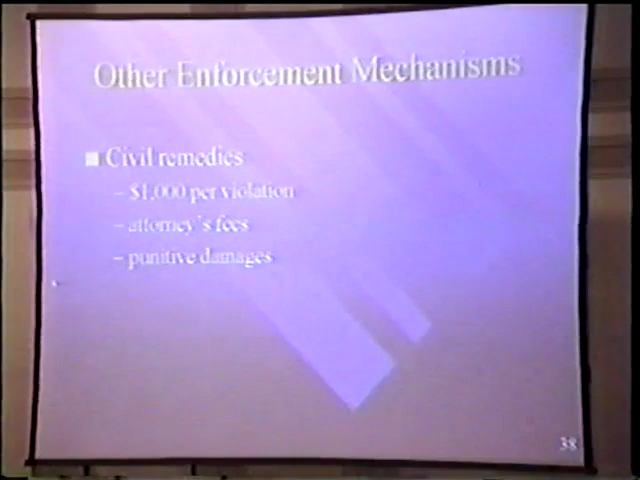 Other Enforcement Mechanisms
■ Civil remedies
– $1,000 per violation
– attorney's fees
– punitive damages
38